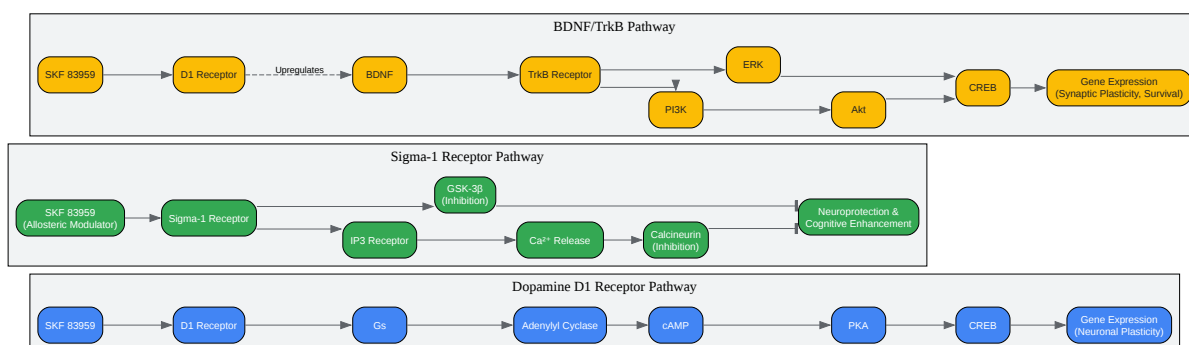 BDNF/TrkB Pathway
SKF 83959
D1 Receptor
Upregulates
BDNF
TrkB Receptor
ERK
PI3K
Akt
CREB
Gene Expression
(Synaptic Plasticity, Survival)
Sigma-1 Receptor Pathway
SKF 83959
(Allosteric Modulator)
Sigma-1 Receptor
GSK-3β
(Inhibition)
IP3 Receptor
Ca²⁺ Release
Calcineurin
(Inhibition)
Neuroprotection &
Cognitive Enhancement
Dopamine D1 Receptor Pathway
SKF 83959
D1 Receptor
Gs
Adenylyl Cyclase
cAMP
PKA
CREB
Gene Expression
(Neuronal Plasticity)